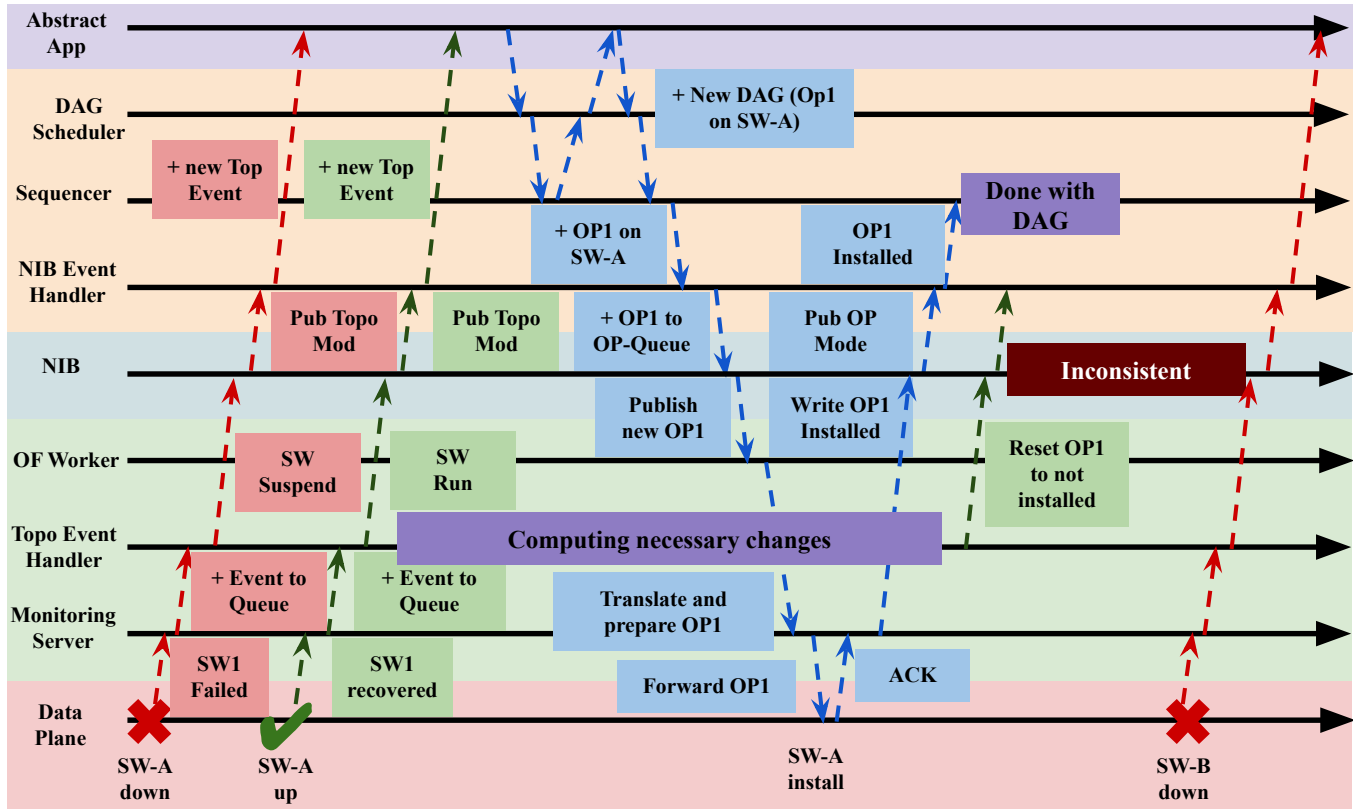 Abstract
App
DAG
Scheduler
+ New DAG (Op1
on SW-A)
+ new Top
Event
+ new Top
Event
Sequencer
Done with
DAG
+ OP1 on
SW-A
OP1
Installed
NIB Event
Handler
Pub Topo
Mod
Pub Topo
Mod
+ OP1 to
OP-Queue
Pub OP
Mode
NIB
Inconsistent
Publish
new OP1
Write OP1
Installed
OF Worker
SW
Suspend
SW
Run
Reset OP1
to not
installed
Topo Event
Handler
Computing necessary changes
+ Event to
Queue
+ Event to
Queue
Monitoring
Server
Translate and
prepare OP1
SW1
Failed
SW1
recovered
Forward OP1
ACK
Data
Plane
SW-A
down
SW-A
up
SW-A
install
SW-B
down